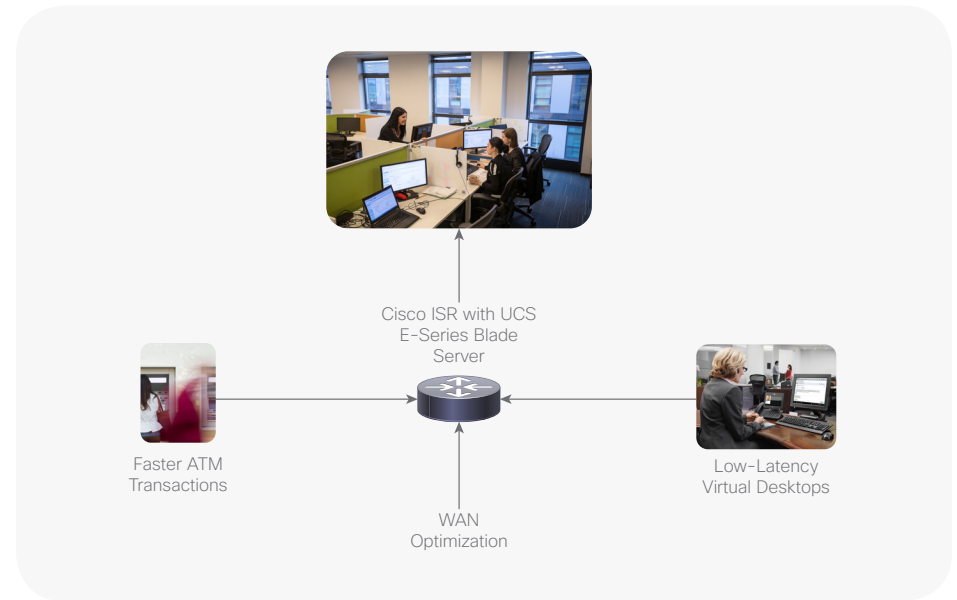 Cisco ISR with UCS
E-Series Blade
Server
Faster ATM
Transactions
Low-Latency
Virtual Desktops
WAN
Optimization